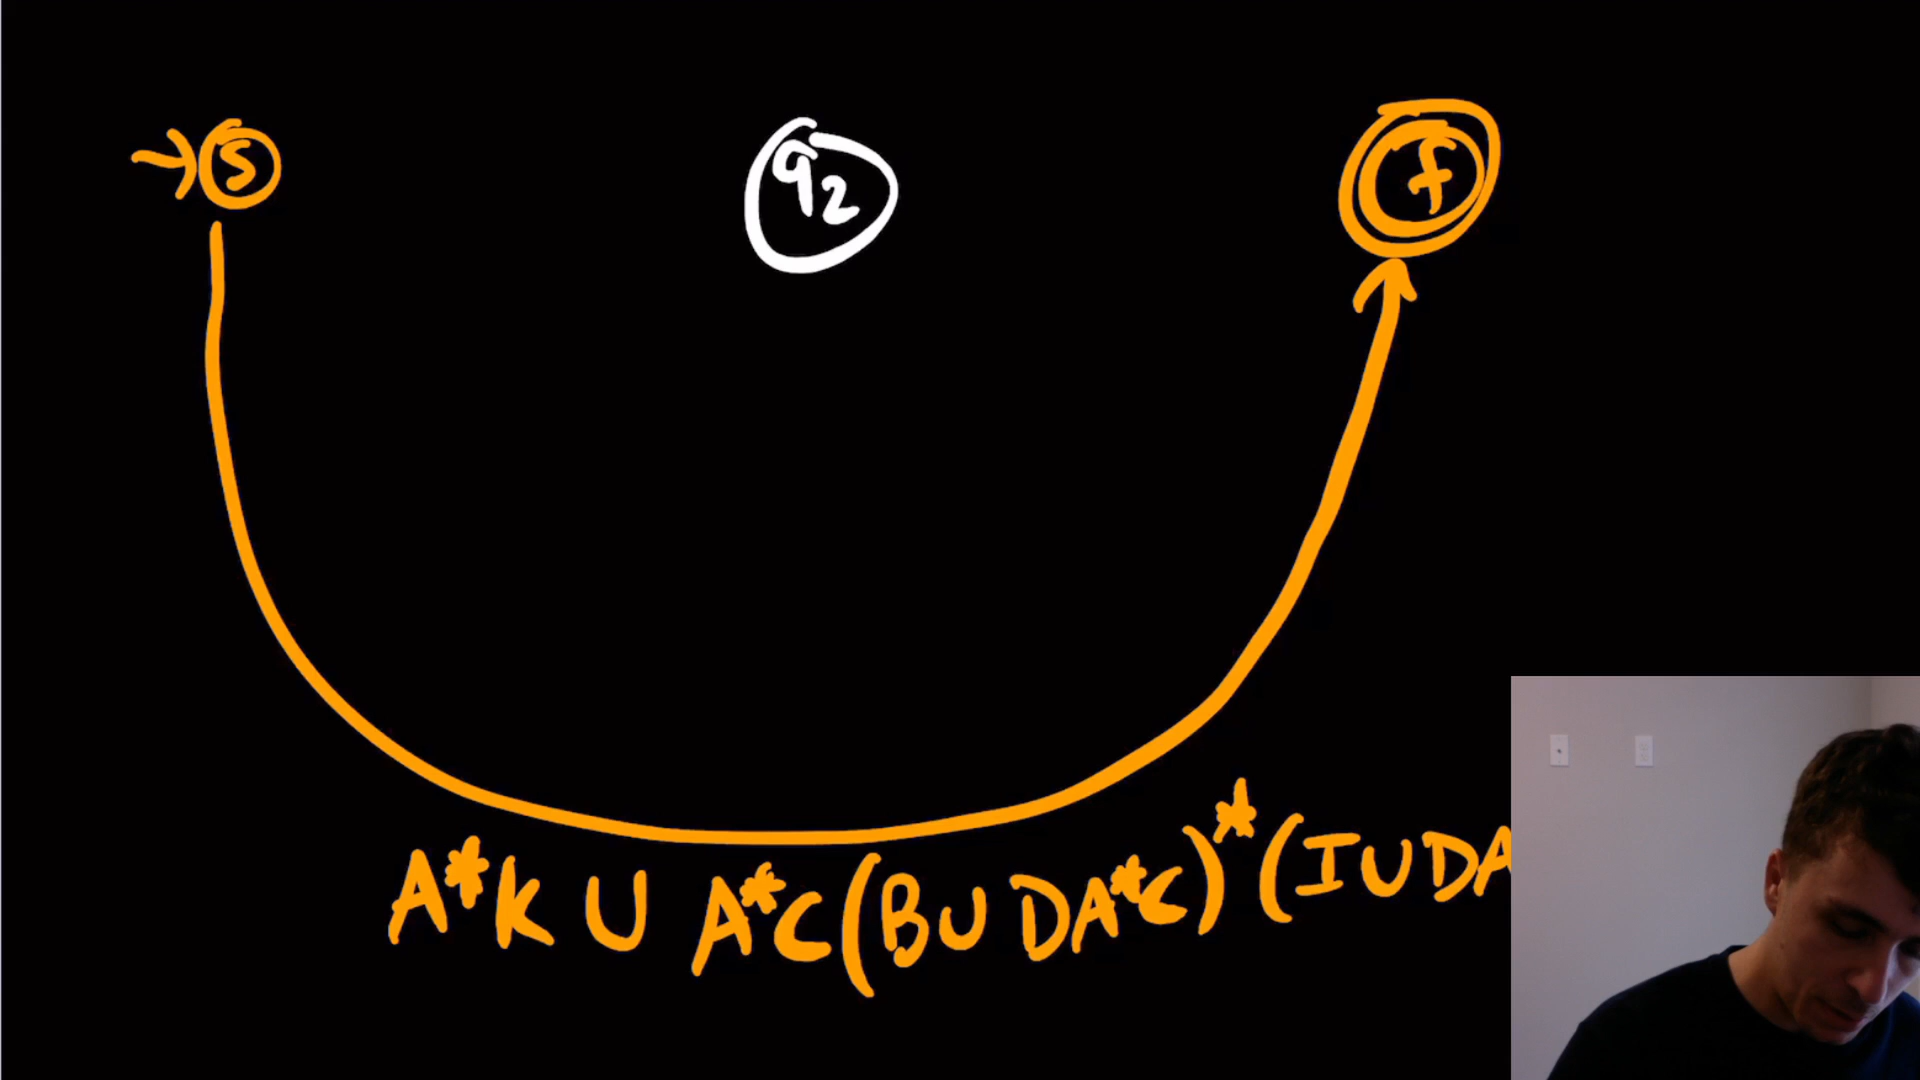 s q2 f
A*K ∪ A*C(B ∪ DA*C)*(I ∪ DA